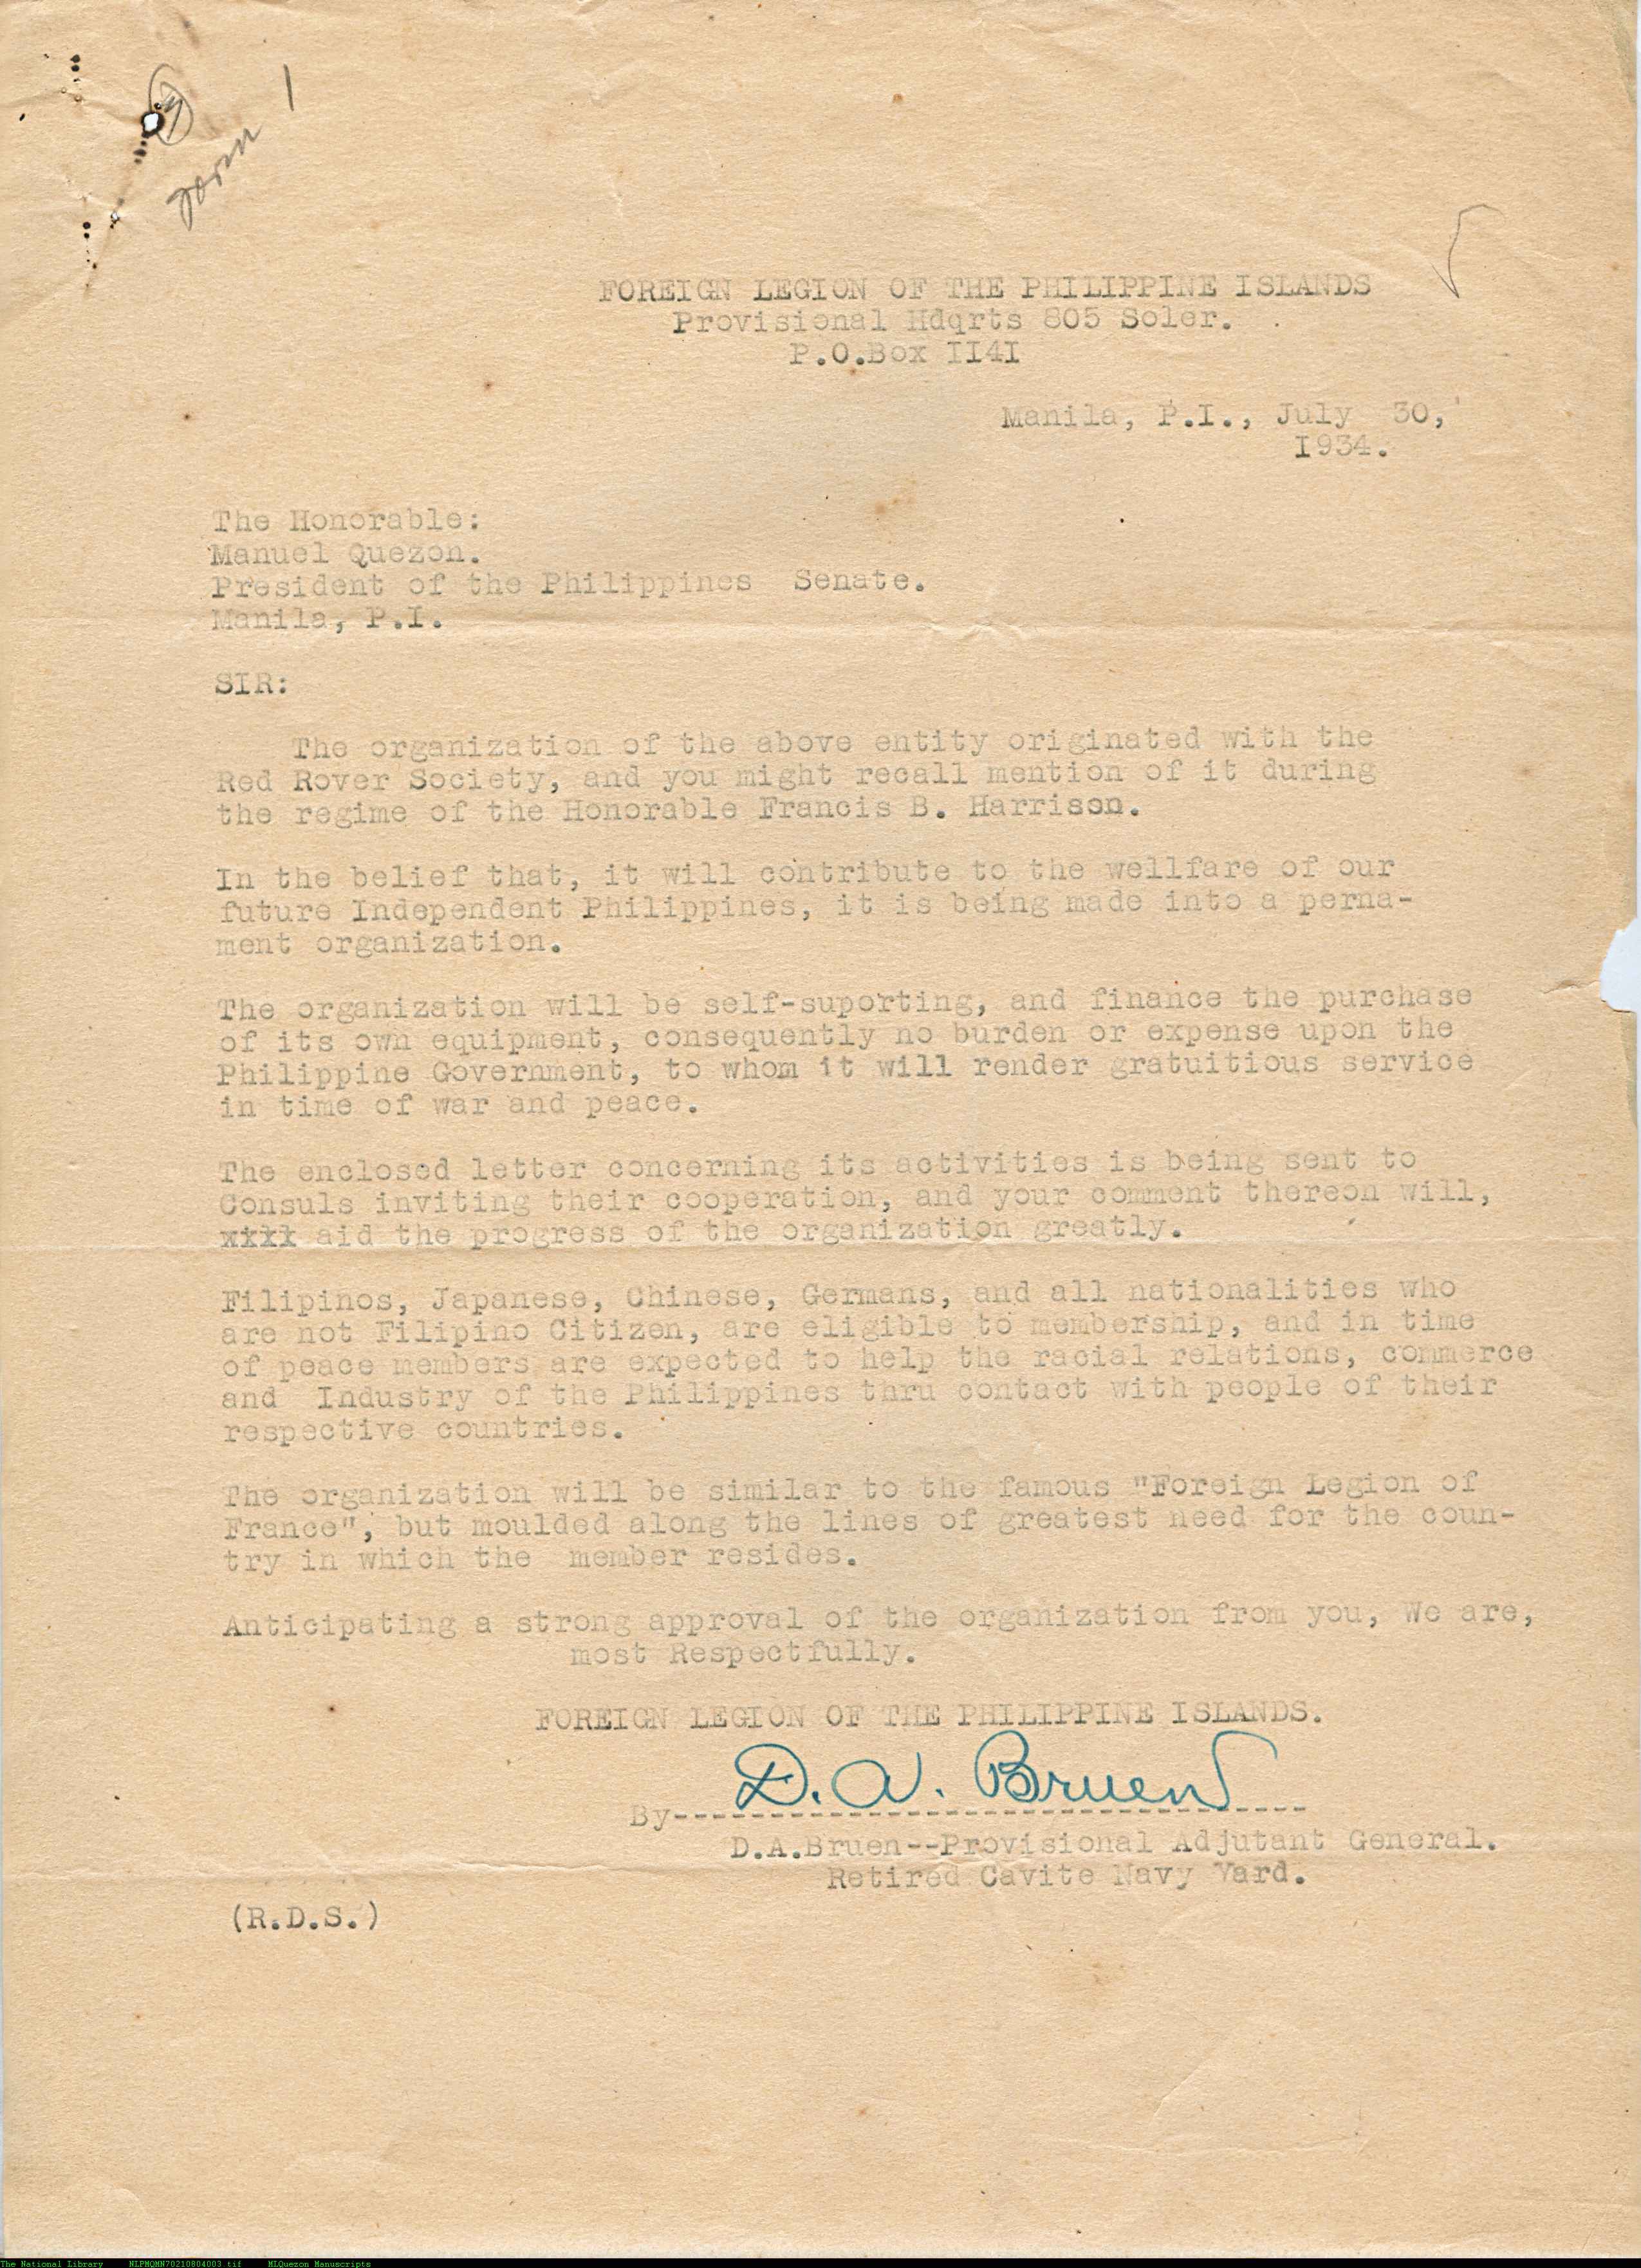 FOREIGN LEGION OF THE PHILIPPINE ISLANDS
Provisional Hdqrts 805 Soler.
P.O.Box II4I
Manila, P.I., July 30,
I934.
The Honorable:
Manuel Quezon.
President of the Philippines Senate.
Manila, P.I.
SIR:
The organization of the above entity originated with the
Red Rover Society, and you might recall mention of it during
the regime of the Honorable Francis B. Harrison.
In the belief that, it will contribute to the wellfare of our
future Independent Philippines, it is being made into a perna-
ment organization.
The organization will be self-suporting, and finance the purchase
of its own equipment, consequently no burden or expense upon the
Philippine Government, to whom it will render gratuitious service
in time of war and peace.
The enclosed letter concerning its activities is being sent to
Consuls inviting their cooperation, and your comment thereon will,
aid the progress of the organization greatly.
Filipinos, Japanese, Chinese, Germans, and all nationalities who
are not Filipino Citizen, are eligible to membership, and in time
of peace members are expected to help the racial relations, commerce
and Industry of the Philippines thru contact with people of their
respective countries.
The organization will be similar to the famous "Foreign Legion of
France", but moulded along the lines of greatest need for the coun-
try in which the member resides.
Anticipating a strong approval of the organization from you, We are,
most Respectfully.
FOREIGN LEGION OF THE PHILIPPINE ISLANDS.
D. A. Bruen
By--------------------------------
D.A.Bruen--Provisional Adjutant General.
Retired Cavite Navy Yard.
(R.D.S.)
The National Library NLPMQMN70210804003.tif MLQuezon Manuscripts